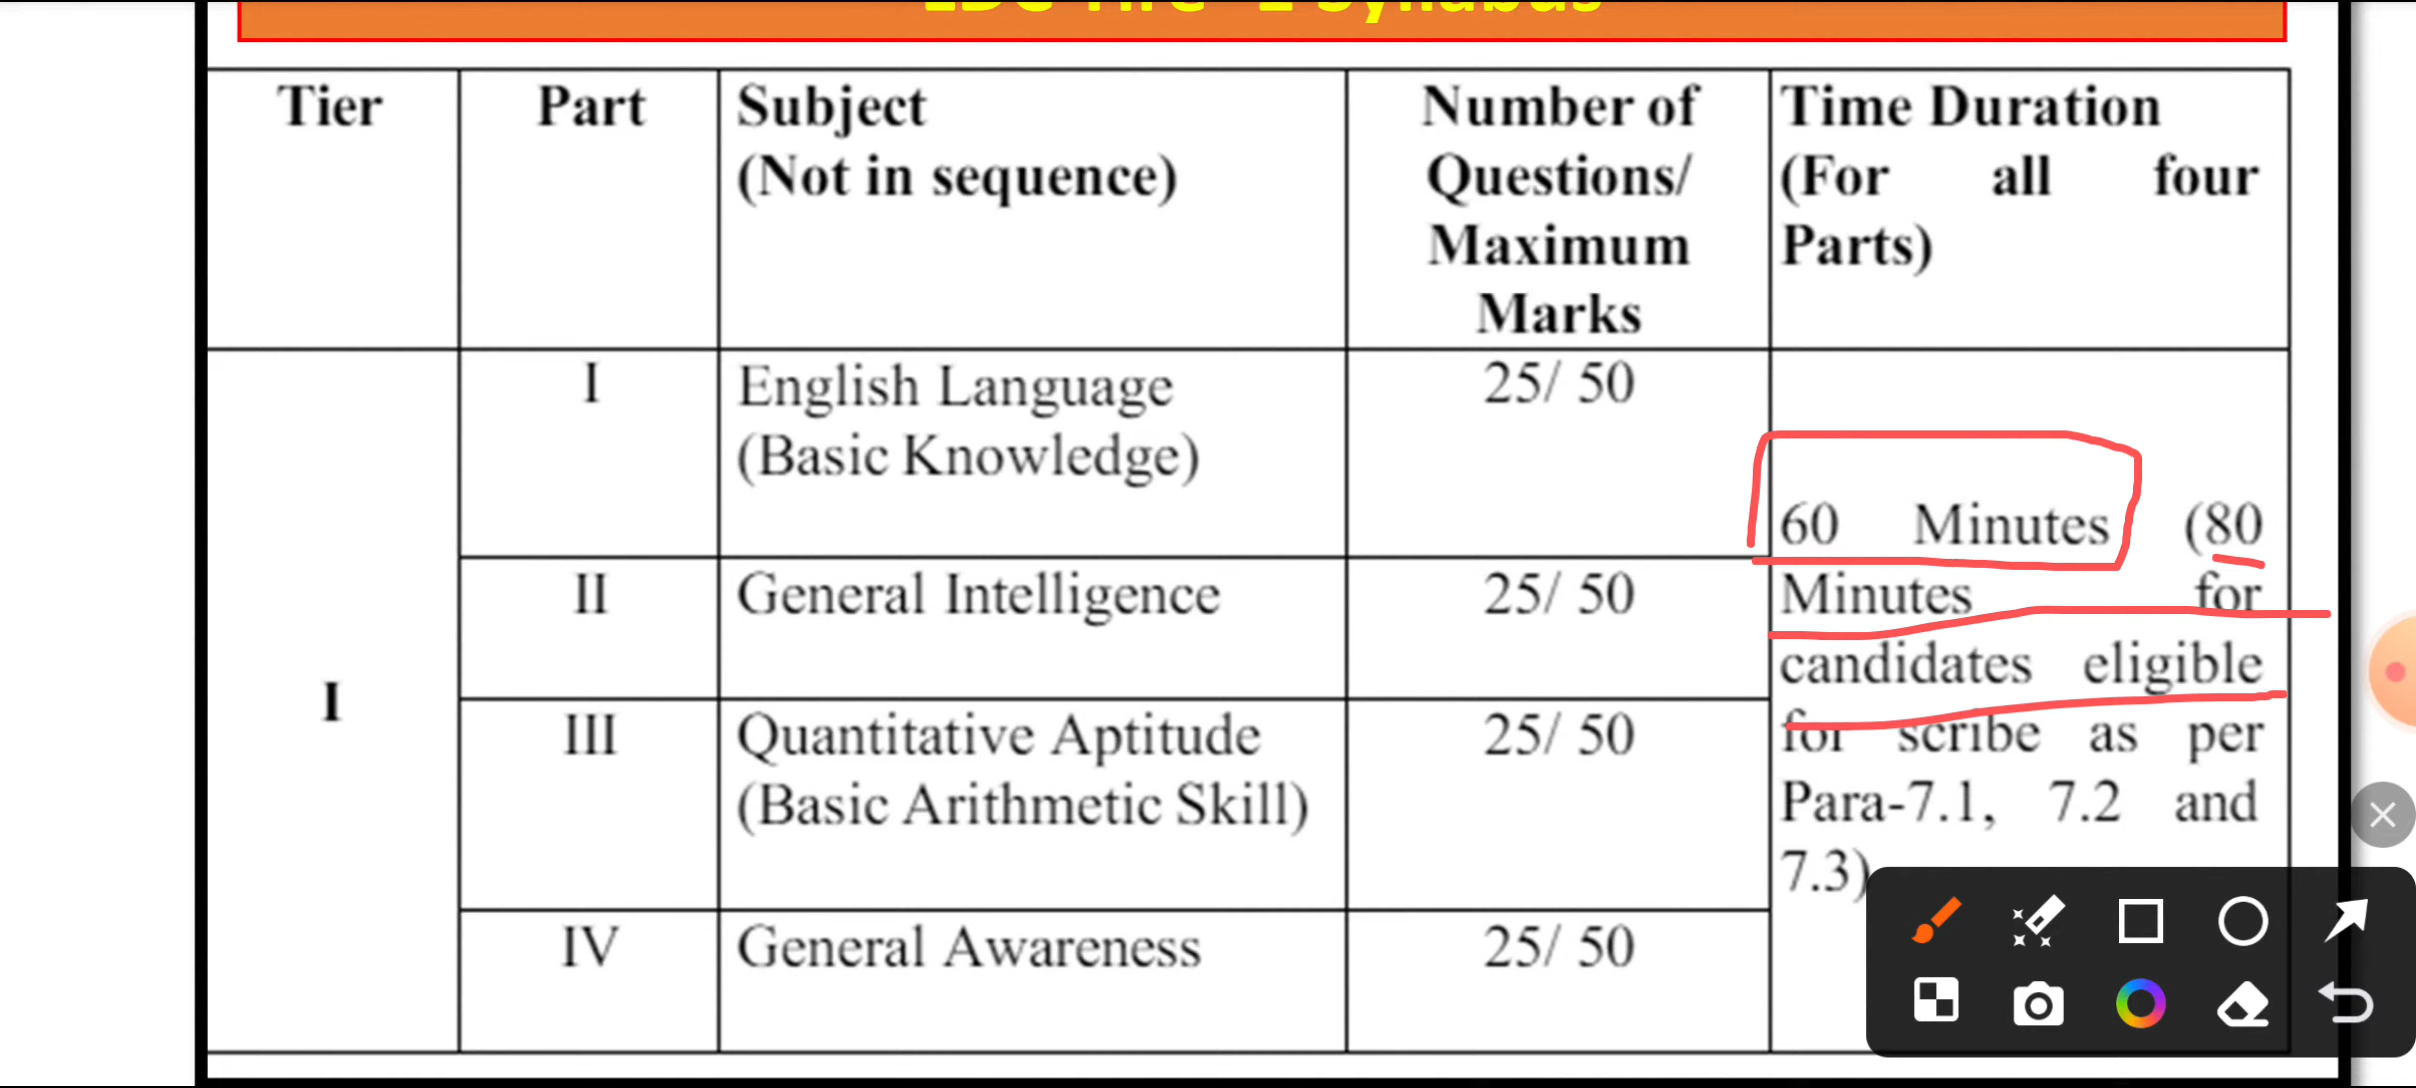 Syllabus
Tier
Part
Subject
(Not in sequence)
Number of
Questions/
Maximum
Marks
Time Duration
(For all four
Parts)
I
I
English Language
(Basic Knowledge)
25/ 50
II
General Intelligence
25/ 50
III
Quantitative Aptitude
(Basic Arithmetic Skill)
25/ 50
IV
General Awareness
25/ 50
60 Minutes (80
Minutes for
candidates eligible
for scribe as per
Para-7.1, 7.2 and
7.3)